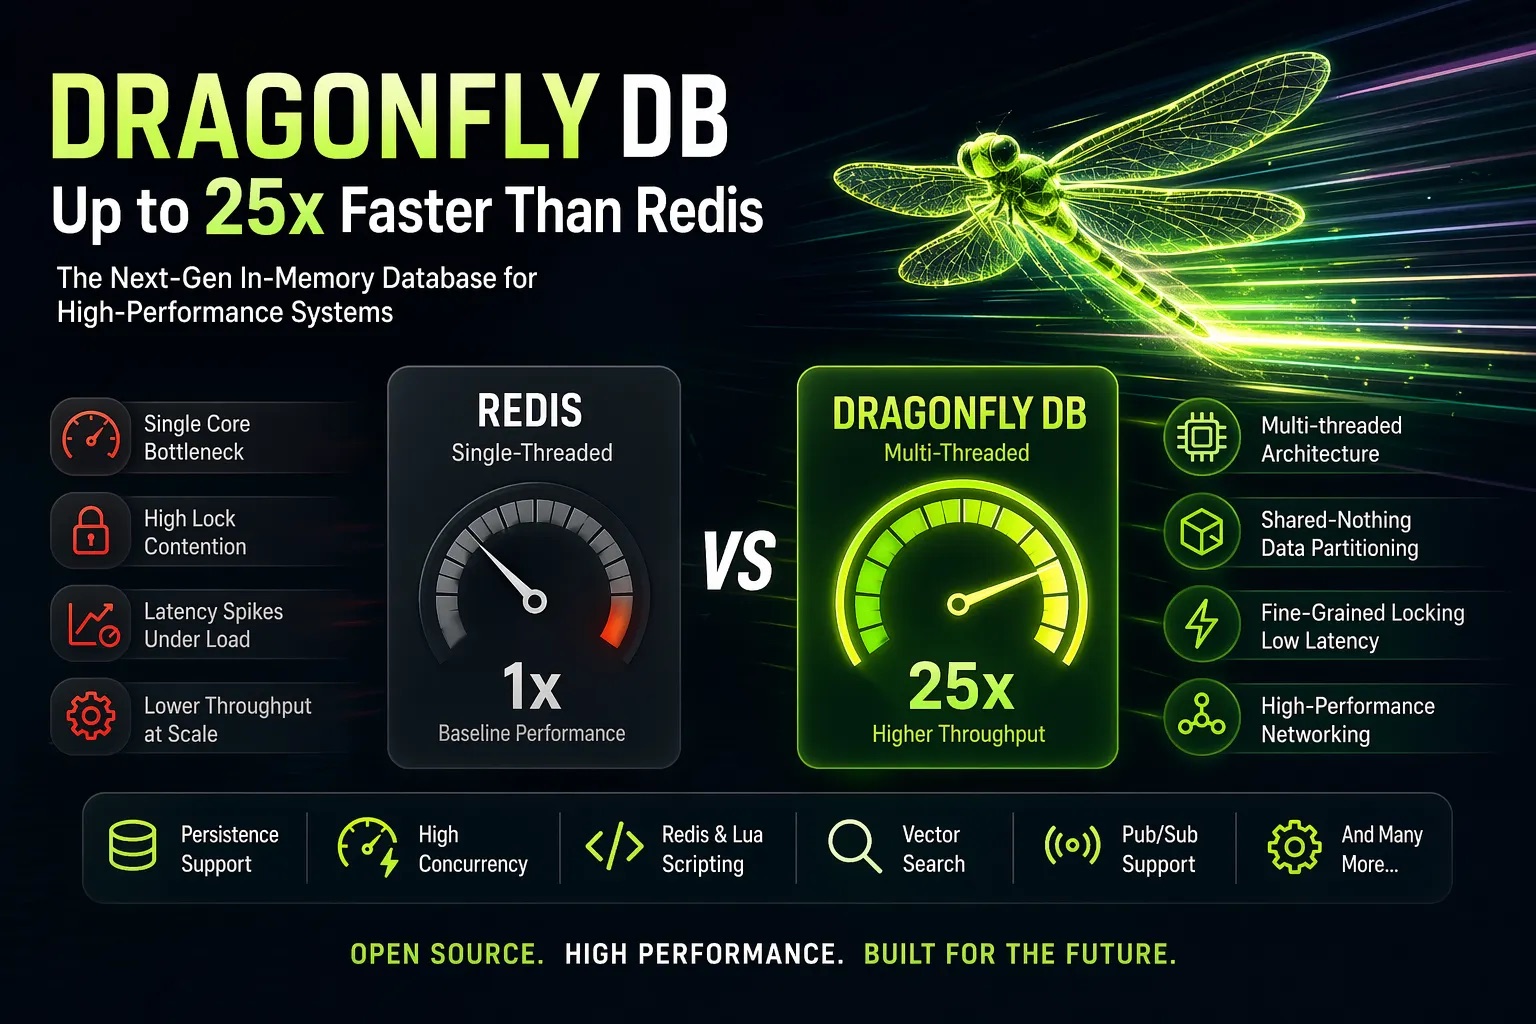 DRAGONFLY DB
Up to 25x Faster Than Redis
The Next-Gen In-Memory Database for
High-Performance Systems
Single Core
Bottleneck
High Lock
Contention
Latency Spikes
Under Load
Lower Throughput
at Scale
REDIS
Single-Threaded
1x
Baseline Performance
VS
DRAGONFLY DB
Multi-Threaded
25x
Higher Throughput
Multi-threaded
Architecture
Shared-Nothing
Data Partitioning
Fine-Grained Locking
Low Latency
High-Performance
Networking
Persistence
Support
High
Concurrency
Redis & Lua
Scripting
Vector
Search
Pub/Sub
Support
And Many
More...
OPEN SOURCE. HIGH PERFORMANCE. BUILT FOR THE FUTURE.